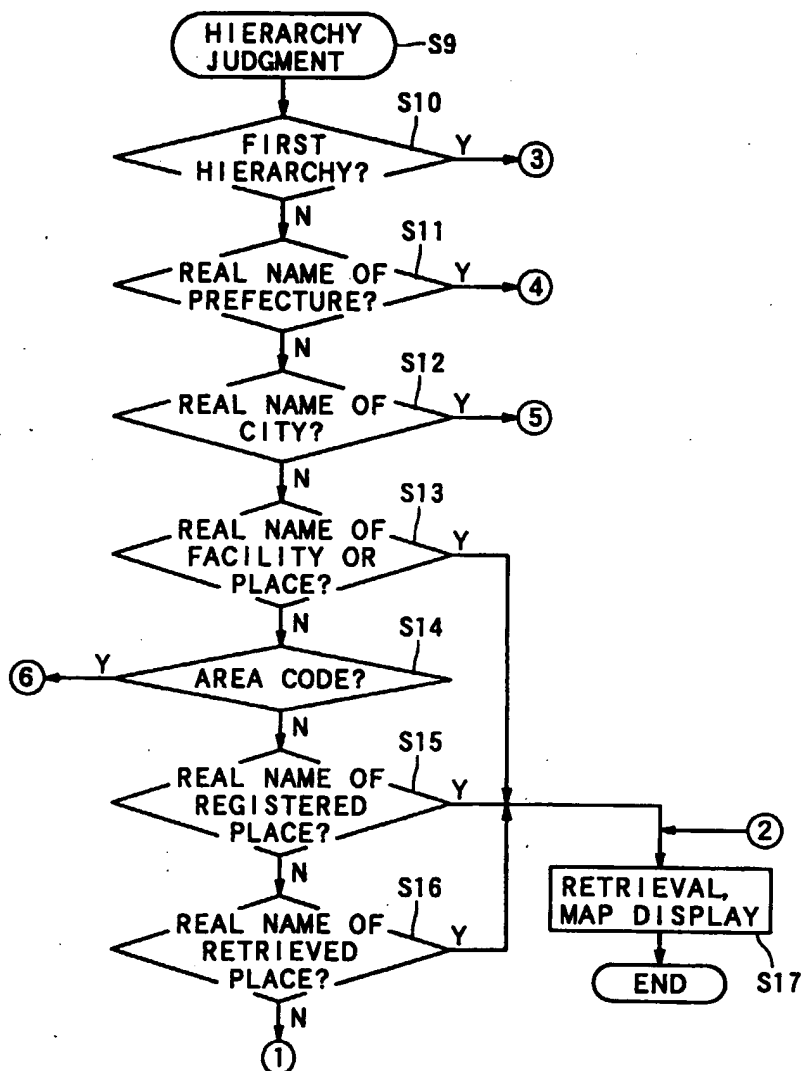 HIERARCHY
JUDGMENT
S9
S10
FIRST
HIERARCHY?
Y
③
N
S11
REAL NAME OF
PREFECTURE?
Y
④
N
S12
REAL NAME OF
CITY?
Y
⑤
N
S13
REAL NAME OF
FACILITY OR
PLACE?
Y
N
S14
⑥
Y
AREA CODE?
N
S15
REAL NAME OF
REGISTERED
PLACE?
Y
②
N
S16
REAL NAME OF
RETRIEVED
PLACE?
Y
RETRIEVAL,
MAP DISPLAY
S17
END
N
①